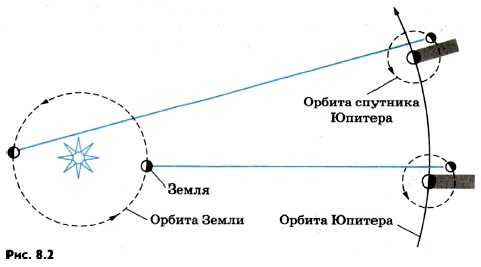 Орбита спутника
Юпитера
Земля
Орбита Земли
Орбита Юпитера
Рис. 8.2